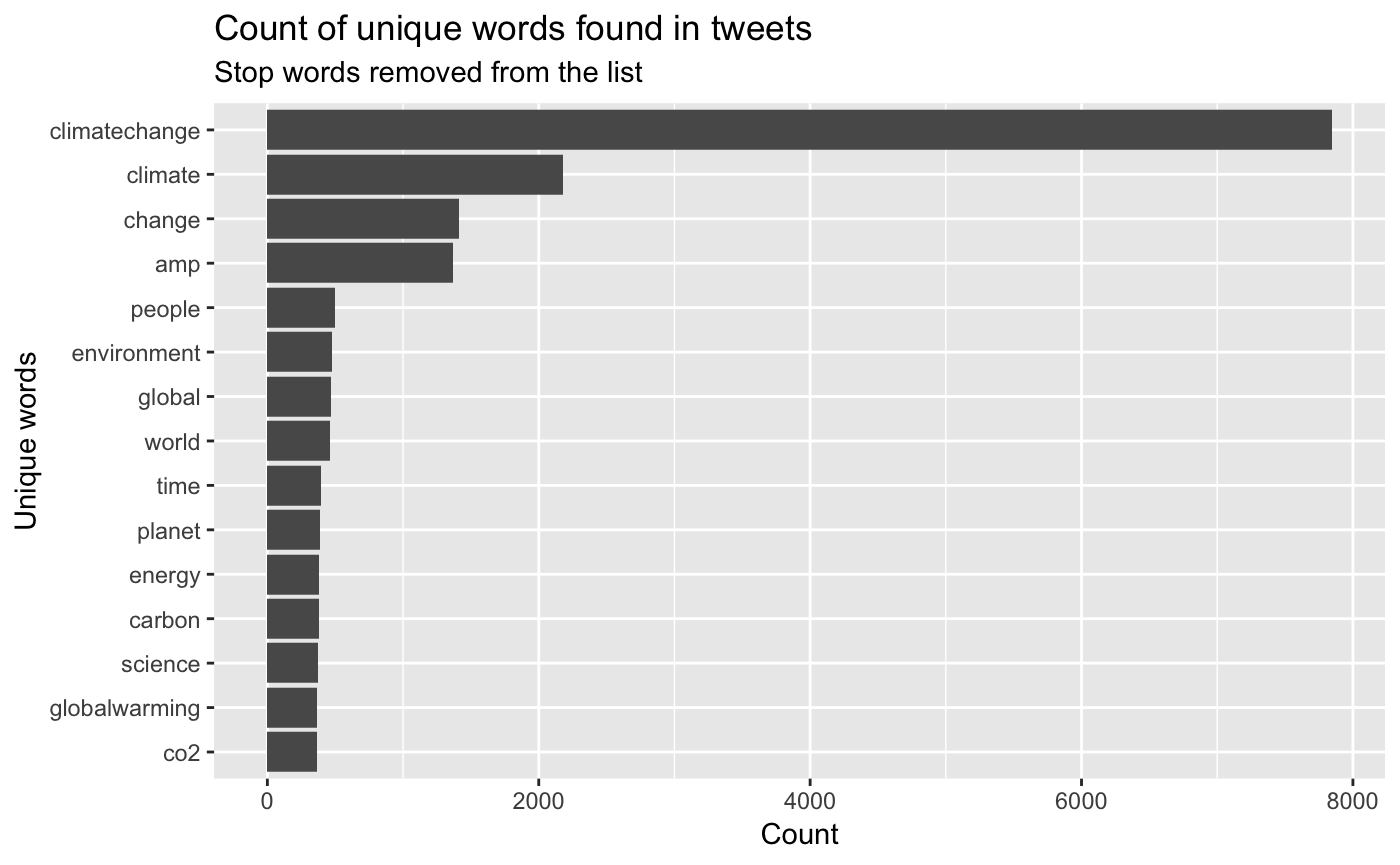 Count of unique words found in tweets
Stop words removed from the list
Unique words
climatechange
climate
change
amp
people
environment
global
world
time
planet
energy
carbon
science
globalwarming
co2
0 2000 4000 6000 8000
Count